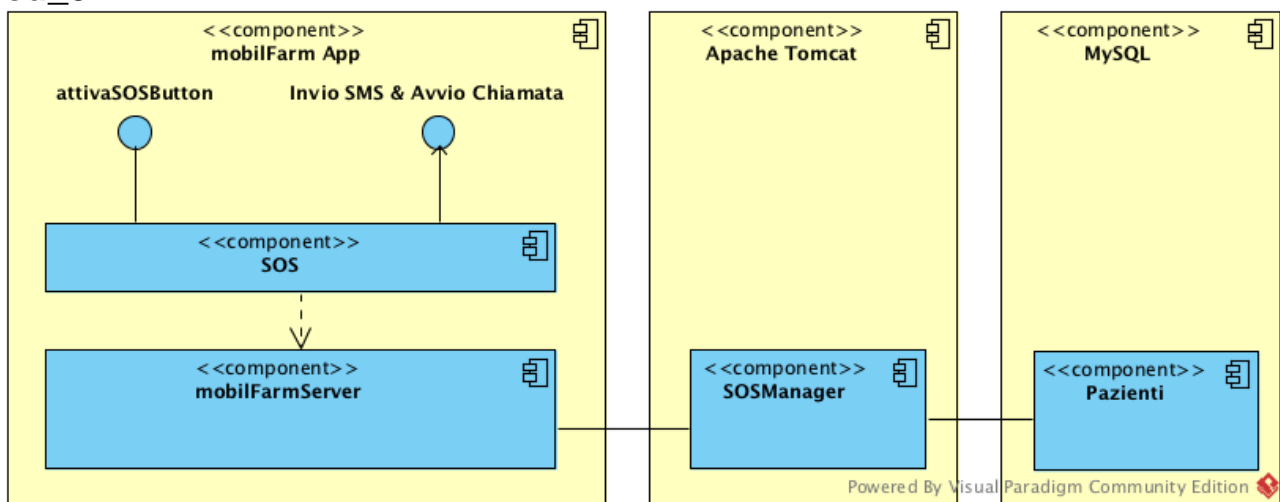 <<component>>
mobilFarm App
attivaSOSButton
Invio SMS & Avvio Chiamata
<<component>>
SOS
<<component>>
mobilFarmServer
<<component>>
Apache Tomcat
<<component>>
SOSManager
<<component>>
MySQL
<<component>>
Pazienti
Powered By Visual Paradigm Community Edition